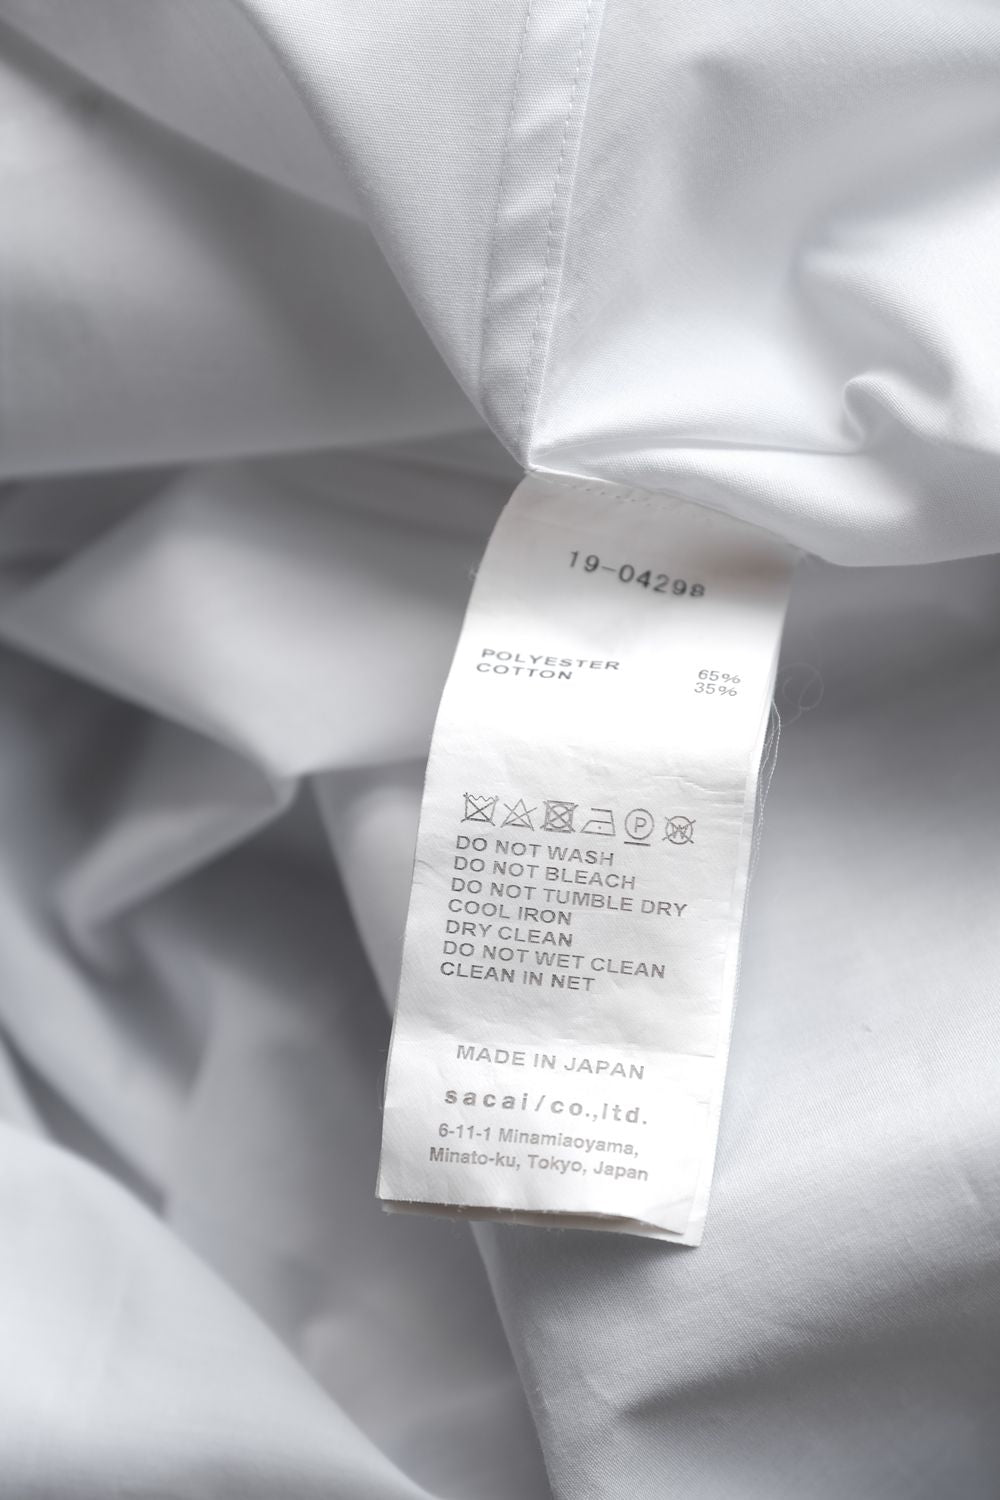 19-04298
POLYESTER 65%
COTTON 35%
P W
DO NOT WASH
DO NOT BLEACH
DO NOT TUMBLE DRY
COOL IRON
DRY CLEAN
DO NOT WET CLEAN
CLEAN IN NET
MADE IN JAPAN
sacai/co.,ltd.
6-11-1 Minamiaoyama,
Minato-ku, Tokyo, Japan